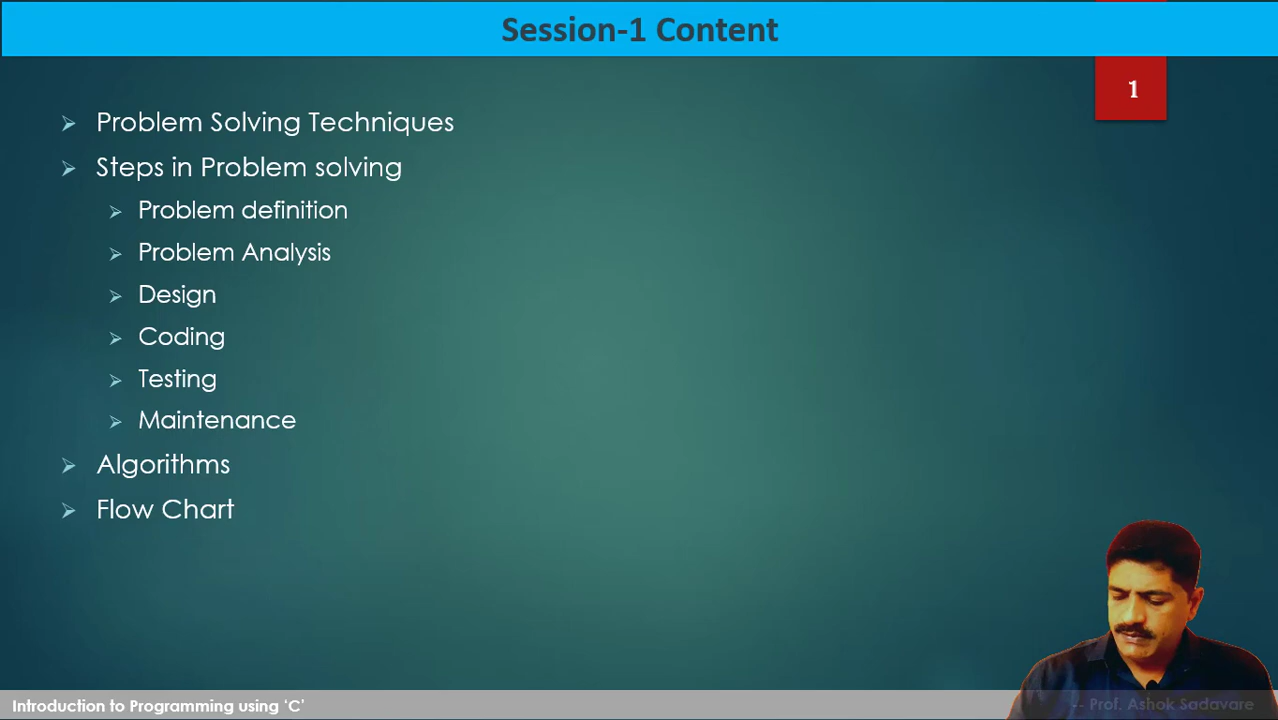 Session-1 Content
1
Problem Solving Techniques
Steps in Problem solving
Problem definition
Problem Analysis
Design
Coding
Testing
Maintenance
Algorithms
Flow Chart
Introduction to Programming using 'C'
-- Prof. Ashok Sadavare